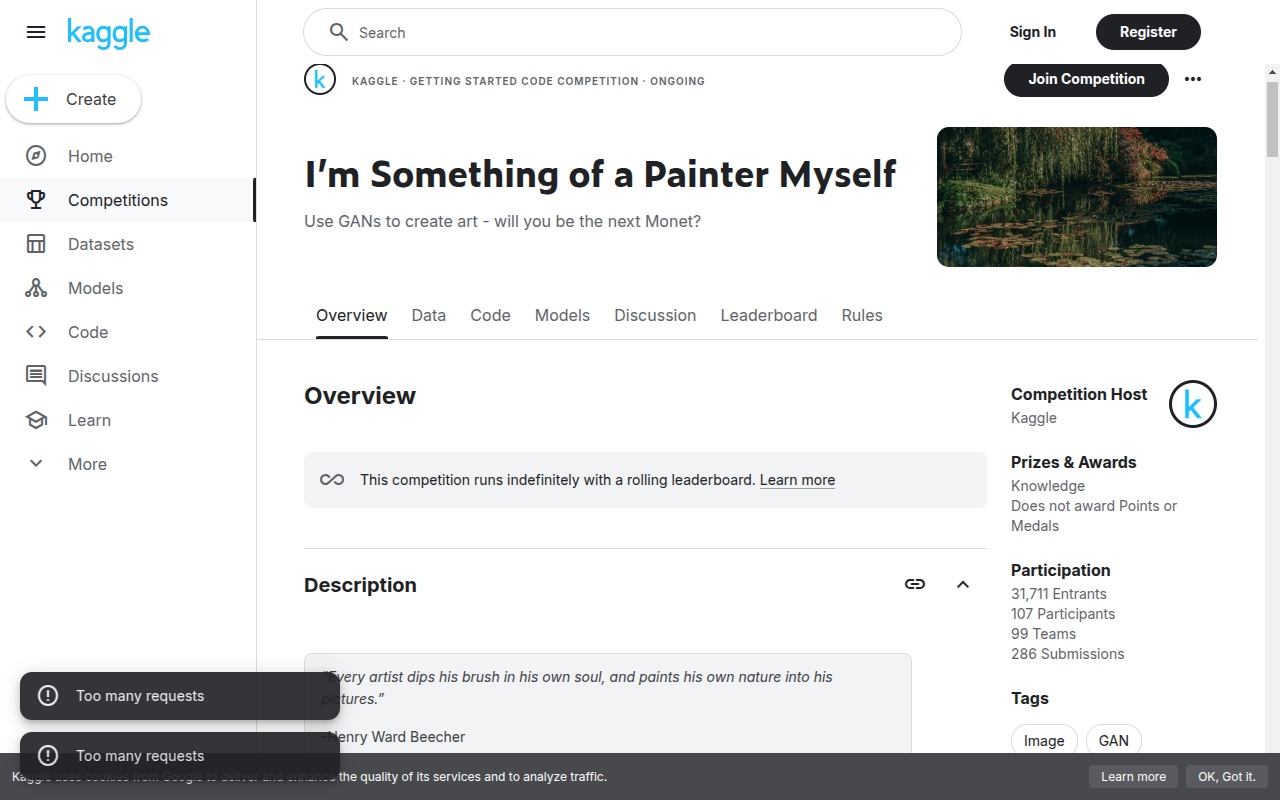 kaggle
Search
Sign In
Register
Create
Home
Competitions
Datasets
Models
Code
Discussions
Learn
More
k
KAGGLE · GETTING STARTED CODE COMPETITION · ONGOING
Join Competition
I’m Something of a Painter Myself
Use GANs to create art - will you be the next Monet?
Overview
Data
Code
Models
Discussion
Leaderboard
Rules
Overview
This competition runs indefinitely with a rolling leaderboard. Learn more
Description
“Every artist dips his brush in his own soul, and paints his own nature into his
pictures.”
-Henry Ward Beecher
Competition Host
Kaggle
k
Prizes & Awards
Knowledge
Does not award Points or
Medals
Participation
31,711 Entrants
107 Participants
99 Teams
286 Submissions
Tags
Image
GAN
Too many requests
Too many requests
Kaggle uses cookies from Google to deliver and enhance the quality of its services and to analyze traffic.
Learn more
OK, Got it.